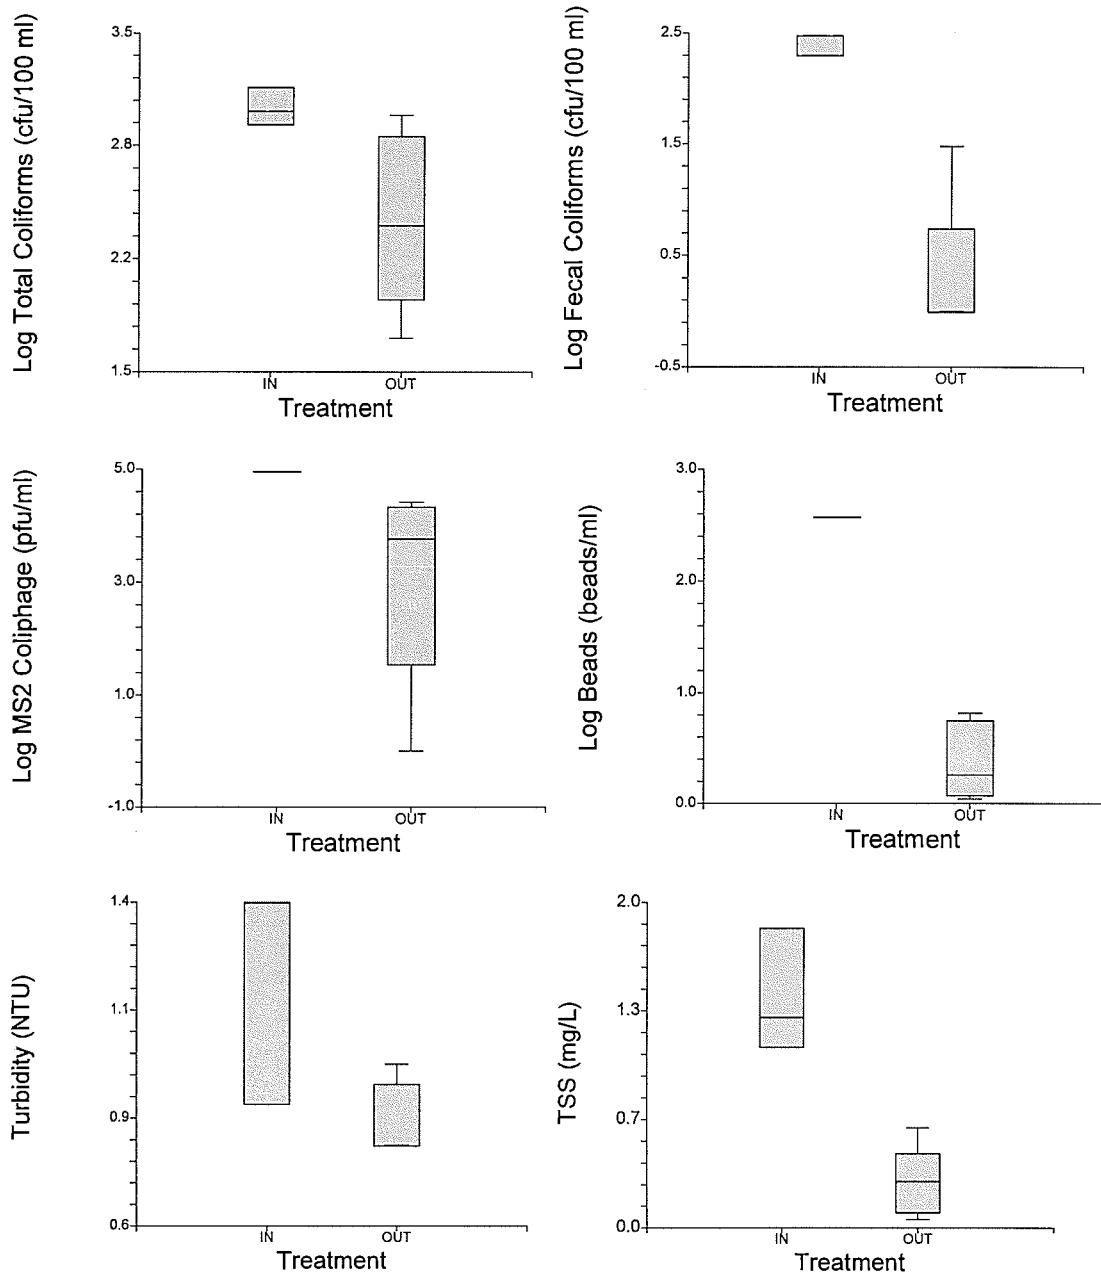 Log Total Coliforms (cfu/100 ml)
3.5
2.8
2.2
1.5
IN
OUT
Treatment
Log Fecal Coliforms (cfu/100 ml)
2.5
1.5
0.5
-0.5
IN
OUT
Treatment
Log MS2 Coliphage (pfu/ml)
5.0
3.0
1.0
-1.0
IN
OUT
Treatment
Log Beads (beads/ml)
3.0
2.0
1.0
0.0
IN
OUT
Treatment
Turbidity (NTU)
1.4
1.1
0.9
0.6
IN
OUT
Treatment
TSS (mg/L)
2.0
1.3
0.7
0.0
IN
OUT
Treatment